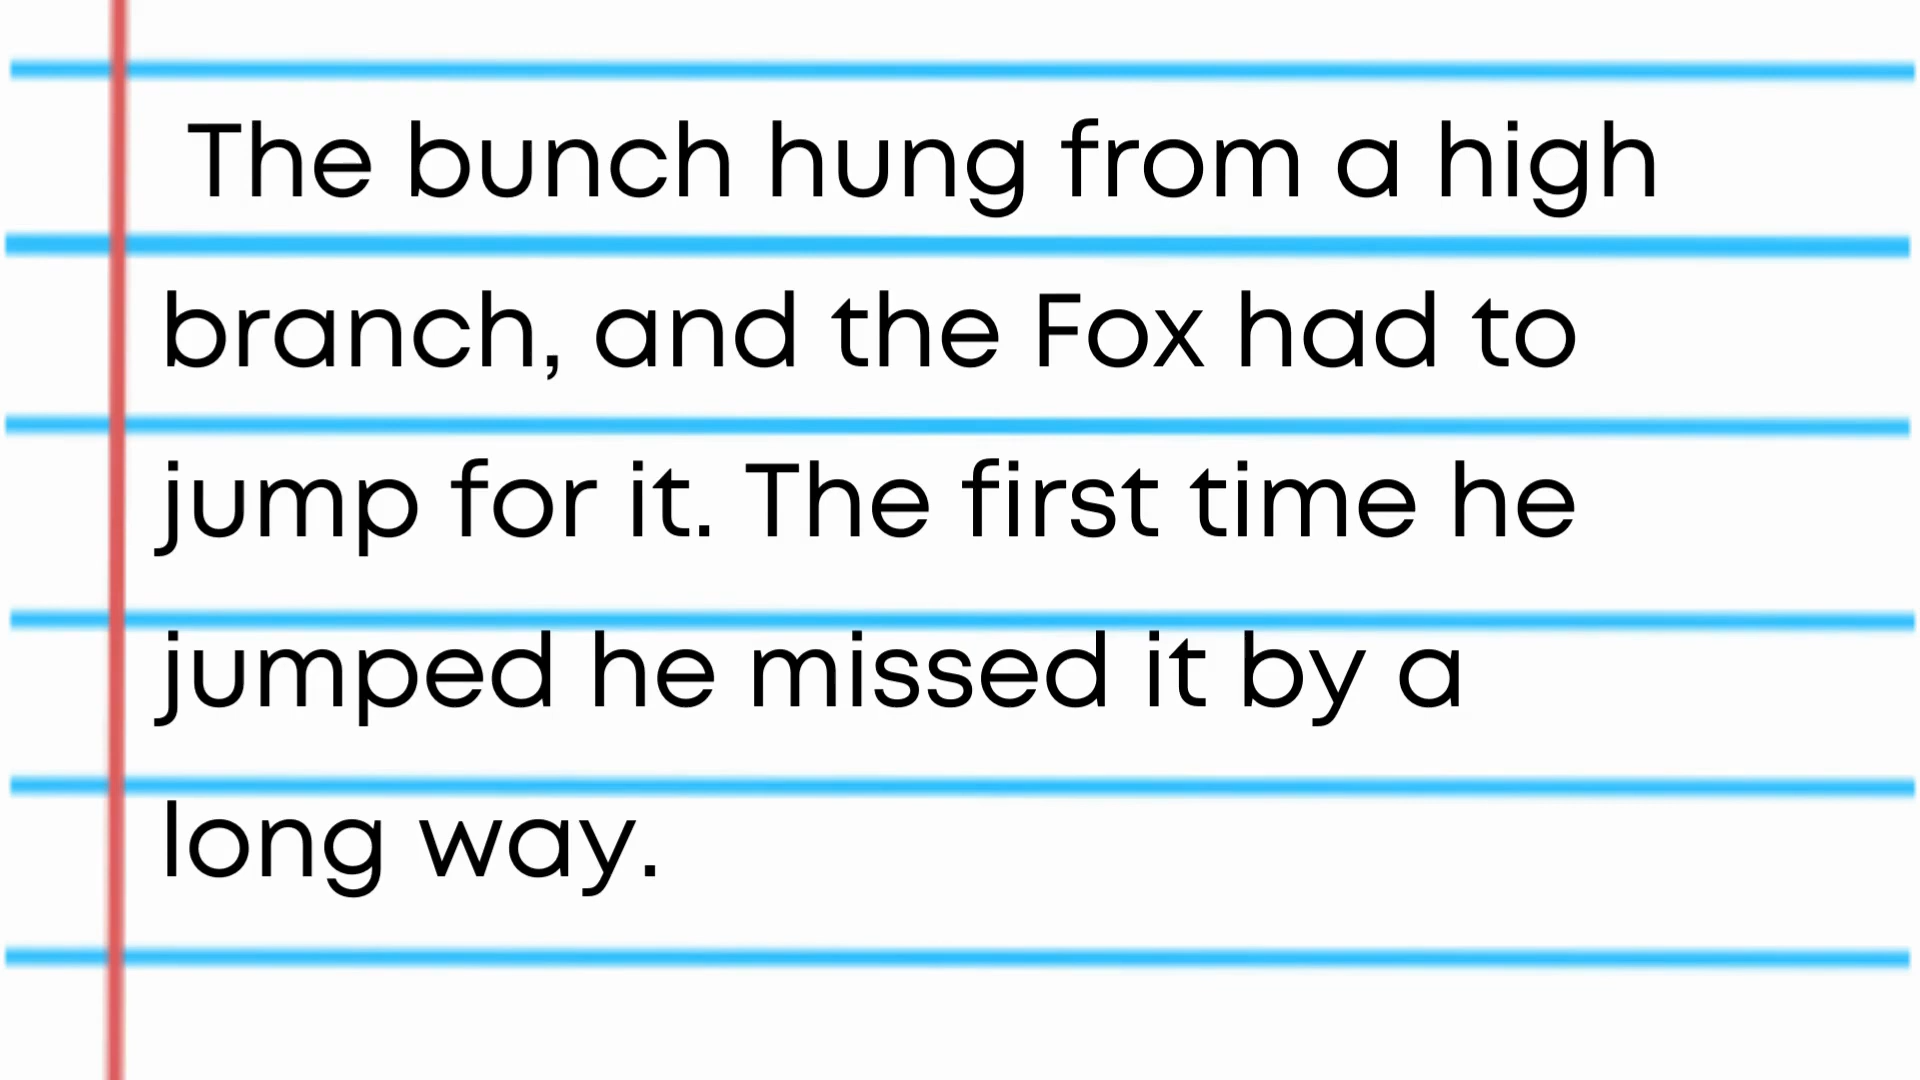 The bunch hung from a high
branch, and the Fox had to
jump for it. The first time he
jumped he missed it by a
long way.